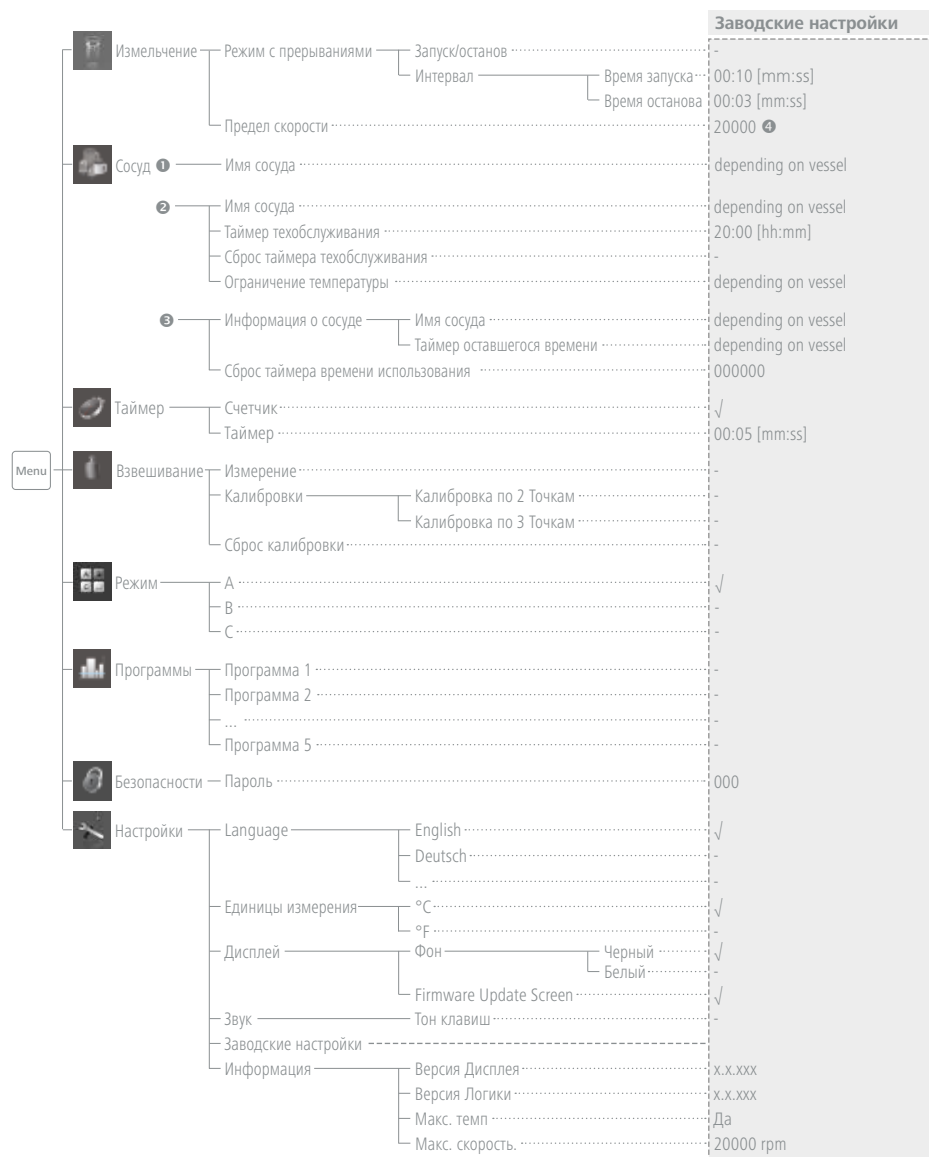 Заводские настройки
Измельчение Режим с прерываниями Запуск/останов -
Интервал Время запуска 00:10 [mm:ss]
Время останова 00:03 [mm:ss]
Предел скорости 20000 ❹
Сосуд ❶ Имя сосуда depending on vessel
❷ Имя сосуда depending on vessel
Таймер техобслуживания 20:00 [hh:mm]
Сброс таймера техобслуживания -
Ограничение температуры depending on vessel
❸ Информация о сосуде Имя сосуда depending on vessel
Таймер оставшегося времени depending on vessel
Сброс таймера времени использования 000000
Таймер Счетчик √
Таймер 00:05 [mm:ss]
Menu Взвешивание Измерение -
Калибровки Калибровка по 2 Точкам -
Калибровка по 3 Точкам -
Сброс калибровки -
Режим A √
B -
C -
Программы Программа 1 -
Программа 2 -
... -
Программа 5 -
Безопасности Пароль 000
Настройки Language English √
Deutsch -
... -
Единицы измерения °C √
°F -
Дисплей Фон Черный √
Белый -
Firmware Update Screen √
Звук Тон клавиш -
Заводские настройки
Информация Версия Дисплея x.x.xxx
Версия Логики x.x.xxx
Макс. темп Да
Макс. скорость. 20000 rpm